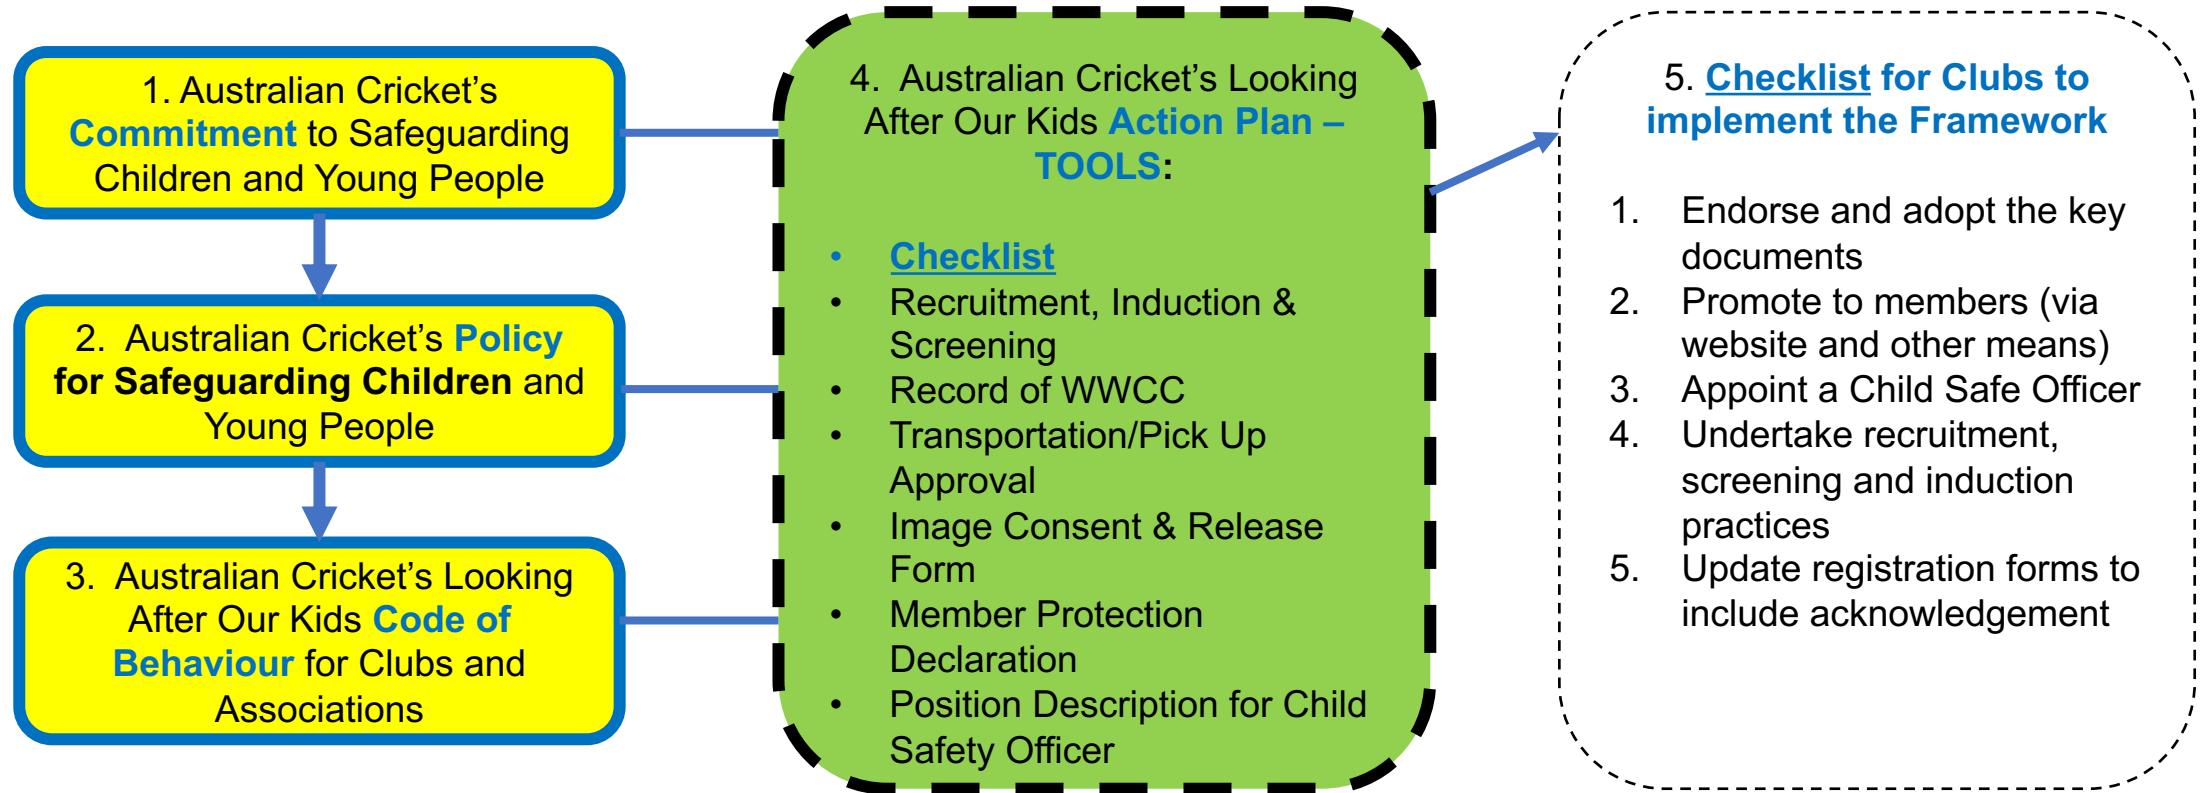 1. Australian Cricket's
Commitment to Safeguarding
Children and Young People
2. Australian Cricket's Policy
for Safeguarding Children and
Young People
3. Australian Cricket's Looking
After Our Kids Code of
Behaviour for Clubs and
Associations
4. Australian Cricket's Looking
After Our Kids Action Plan –
TOOLS:
• Checklist
• Recruitment, Induction &
Screening
• Record of WWCC
• Transportation/Pick Up
Approval
• Image Consent & Release
Form
• Member Protection
Declaration
• Position Description for Child
Safety Officer
5. Checklist for Clubs to
implement the Framework
1. Endorse and adopt the key
documents
2. Promote to members (via
website and other means)
3. Appoint a Child Safe Officer
4. Undertake recruitment,
screening and induction
practices
5. Update registration forms to
include acknowledgement